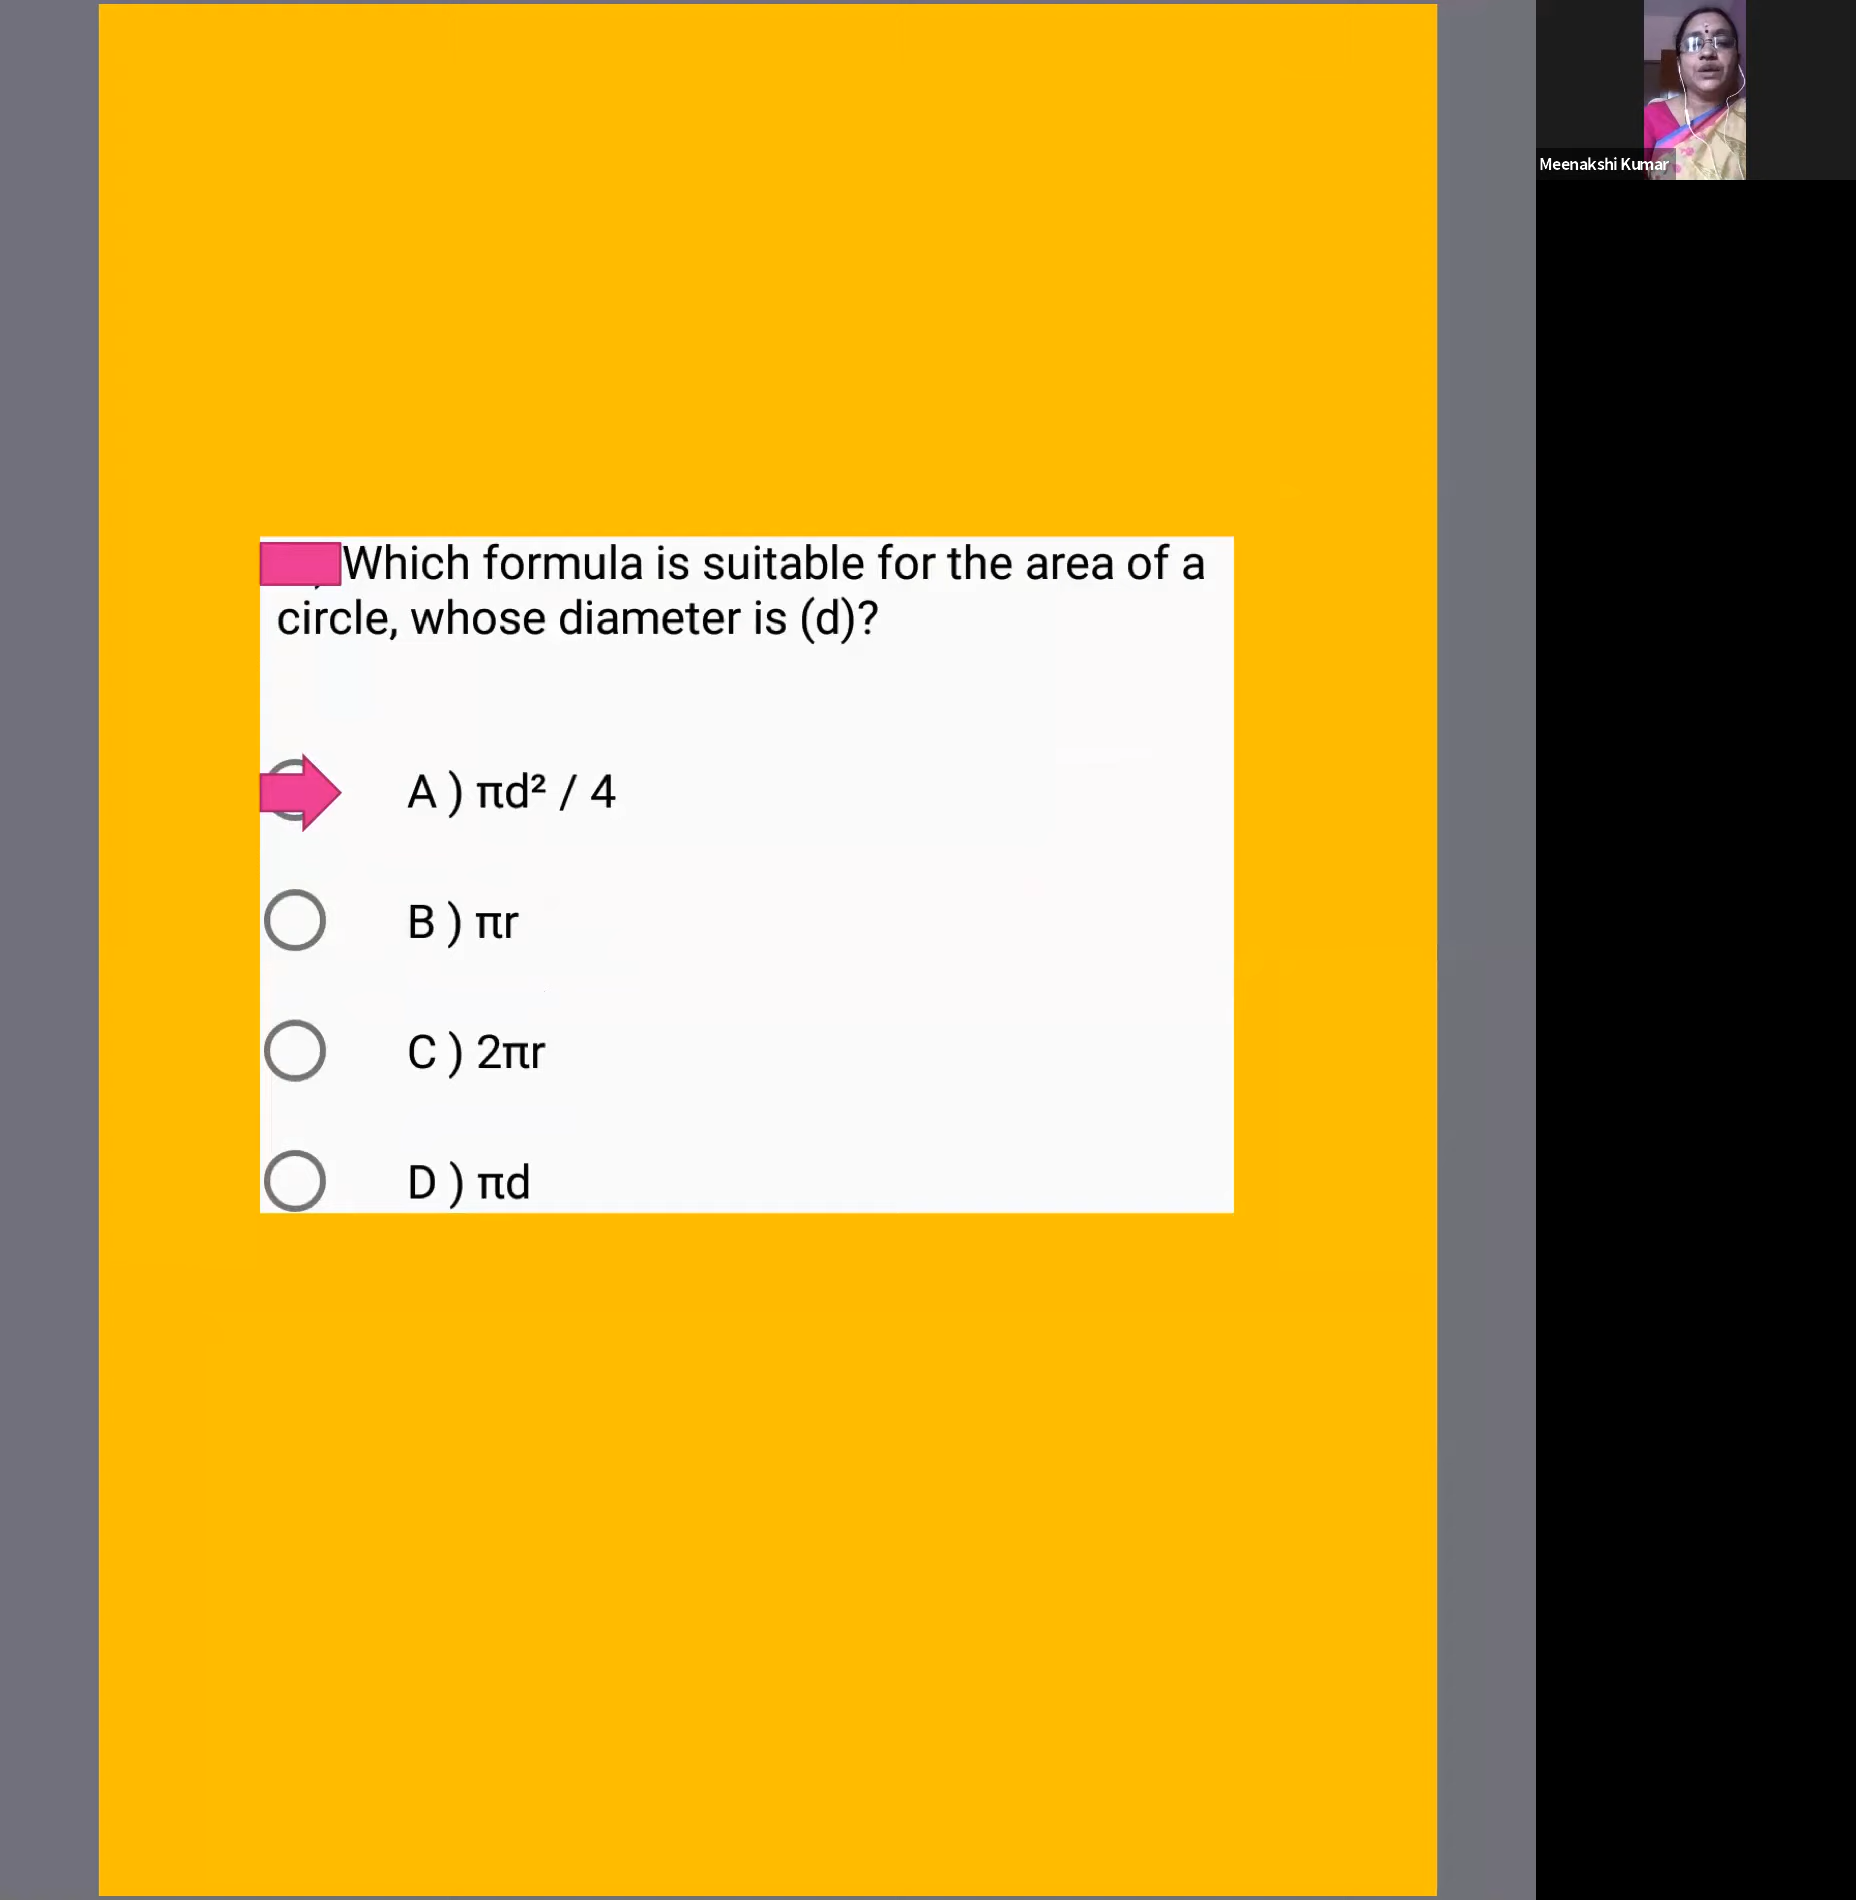 Which formula is suitable for the area of a
circle, whose diameter is (d)?
A ) πd² / 4
B ) πr
C ) 2πr
D ) πd
Meenakshi Kumar